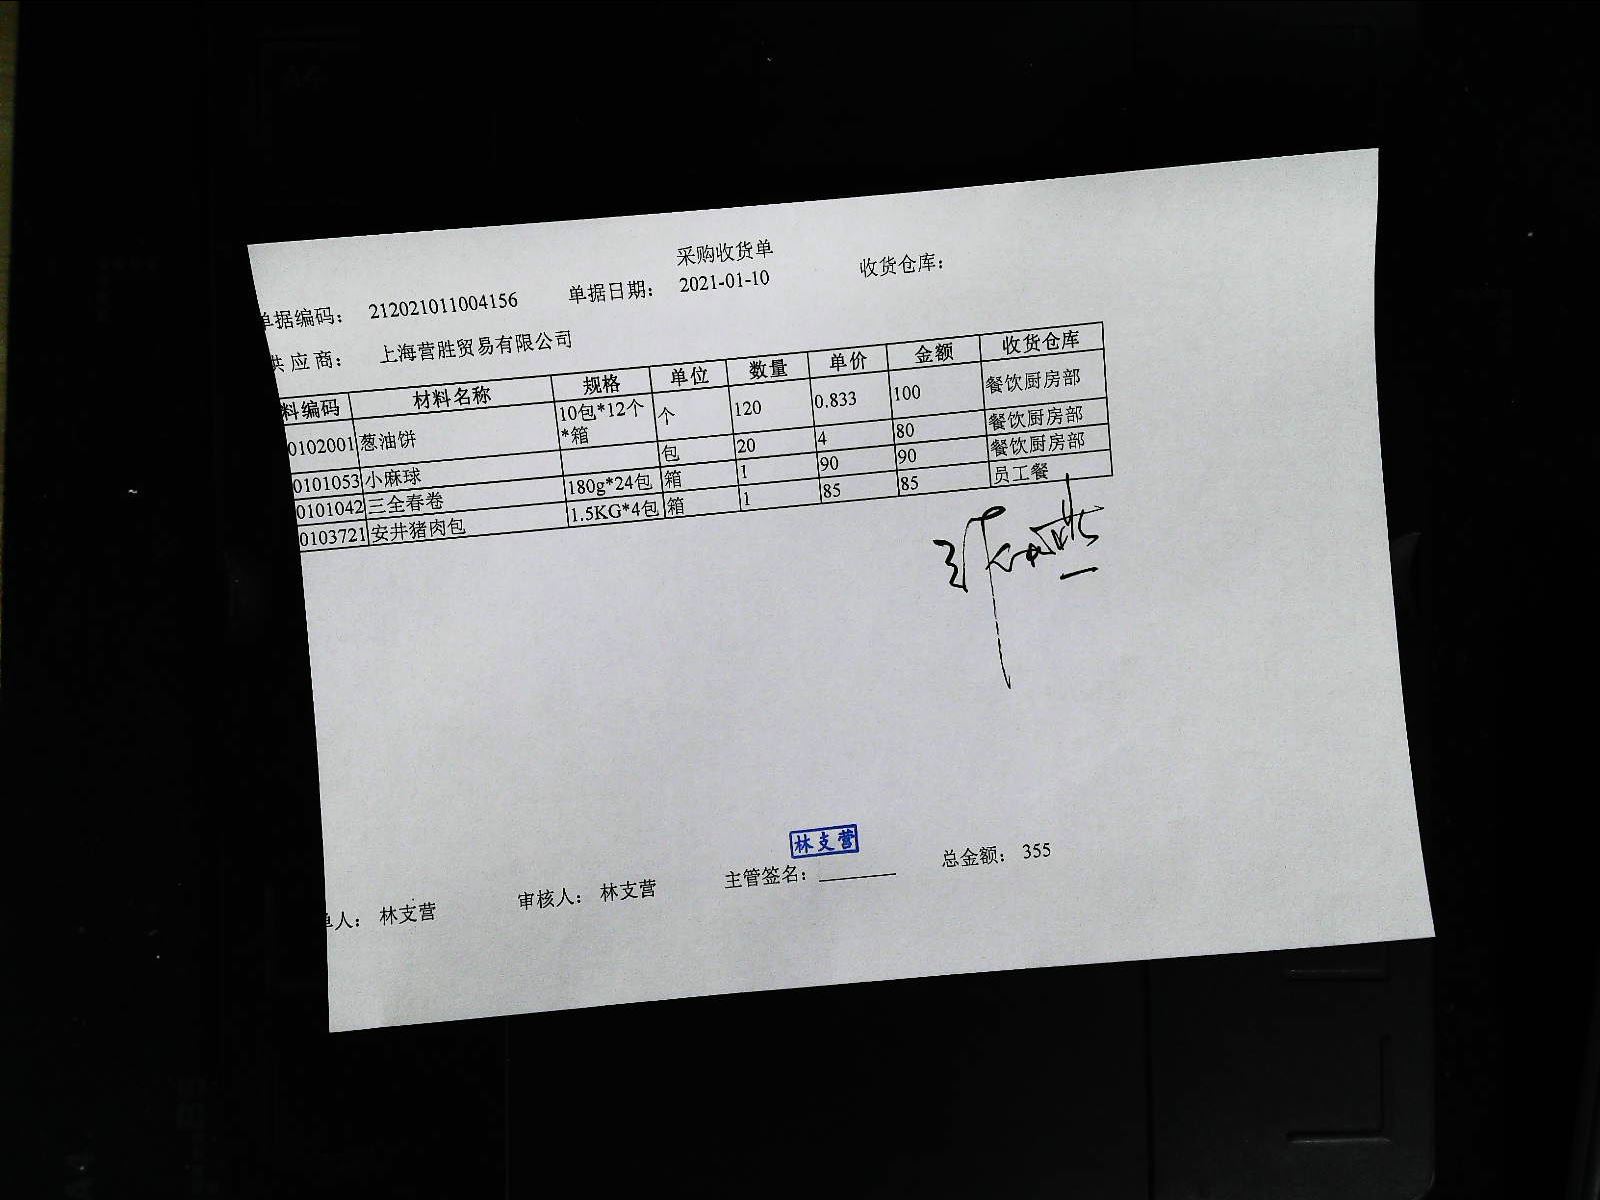 采购收货单
单据编码： 212021011004156 单据日期： 2021-01-10 收货仓库：
供 应 商： 上海营胜贸易有限公司
料编码 材料名称 规格 单位 数量 单价 金额 收货仓库
0102001 葱油饼 10包*12个*箱 个 120 0.833 100 餐饮厨房部
0101053 小麻球 包 20 4 80 餐饮厨房部
0101042 三全春卷 180g*24包 箱 1 90 90 餐饮厨房部
0103721 安井猪肉包 1.5KG*4包 箱 1 85 85 员工餐
林支营
单人： 林支营 审核人： 林支营 主管签名： 总金额： 355